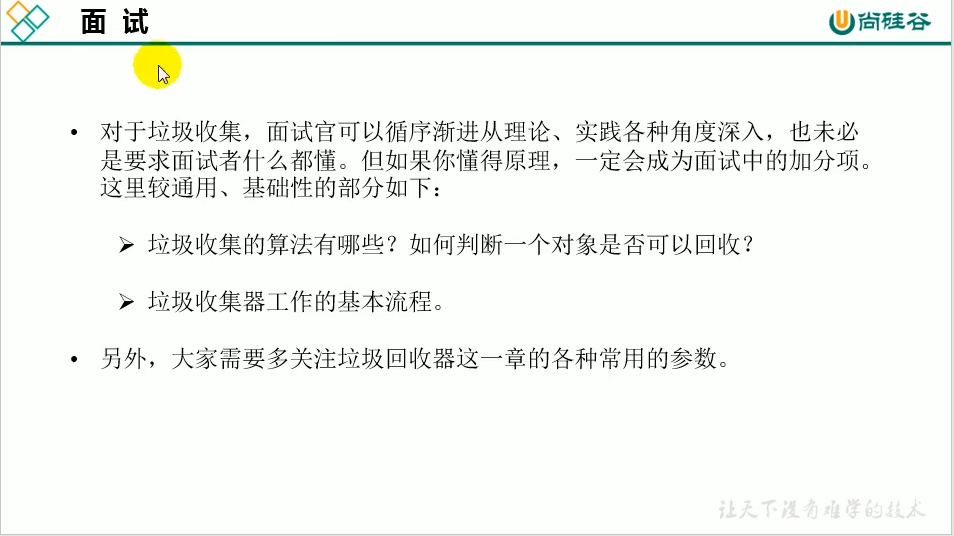 面 试
尚硅谷
• 对于垃圾收集，面试官可以循序渐进从理论、实践各种角度深入，也未必
是要求面试者什么都懂。但如果你懂得原理，一定会成为面试中的加分项。
这里较通用、基础性的部分如下：
➢ 垃圾收集的算法有哪些？如何判断一个对象是否可以回收？
➢ 垃圾收集器工作的基本流程。
• 另外，大家需要多关注垃圾回收器这一章的各种常用的参数。
让天下没有难学的技术